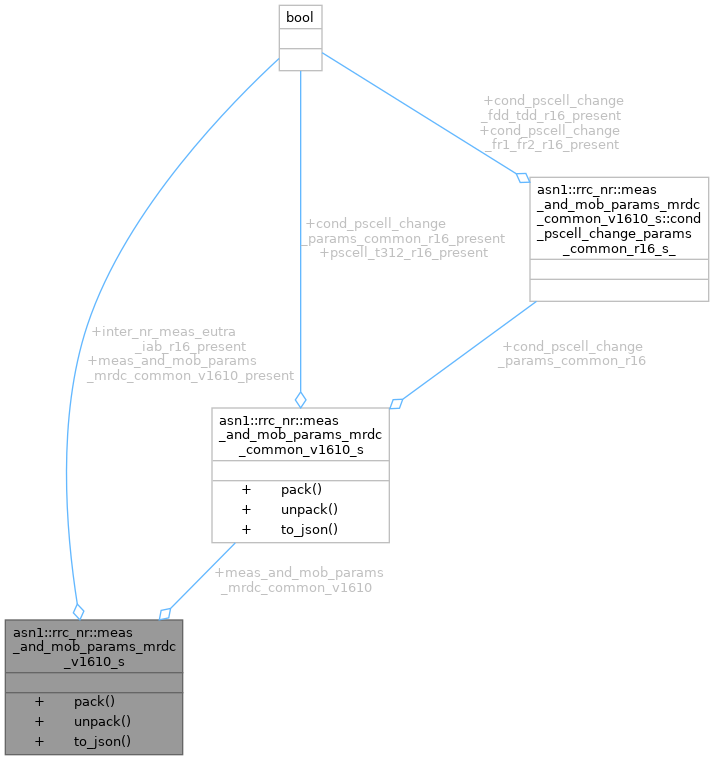 bool
+cond_pscell_change
_fdd_tdd_r16_present
+cond_pscell_change
_fr1_fr2_r16_present
asn1::rrc_nr::meas
_and_mob_params_mrdc
_common_v1610_s::cond
_pscell_change_params
_common_r16_s_
+cond_pscell_change
_params_common_r16_present
+pscell_t312_r16_present
+inter_nr_meas_eutra
_iab_r16_present
+meas_and_mob_params
_mrdc_common_v1610_present
+cond_pscell_change
_params_common_r16
asn1::rrc_nr::meas
_and_mob_params_mrdc
_common_v1610_s
+ pack()
+ unpack()
+ to_json()
+meas_and_mob_params
_mrdc_common_v1610
asn1::rrc_nr::meas
_and_mob_params_mrdc
_v1610_s
+ pack()
+ unpack()
+ to_json()